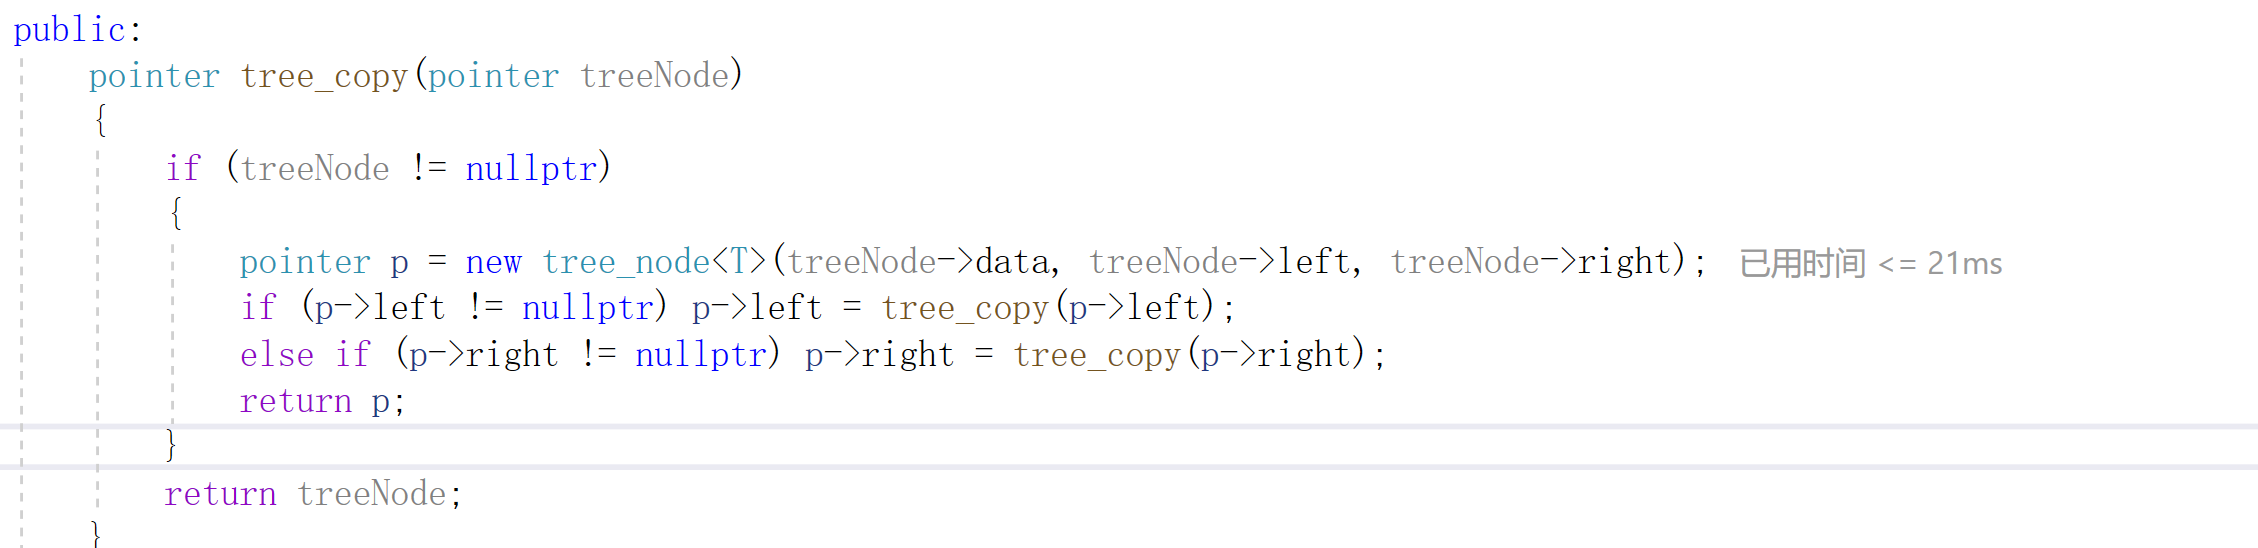 public:
    pointer tree_copy(pointer treeNode)
    {
        if (treeNode != nullptr)
        {
            pointer p = new tree_node<T>(treeNode->data, treeNode->left, treeNode->right); 已用时间 <= 21ms
            if (p->left != nullptr) p->left = tree_copy(p->left);
            else if (p->right != nullptr) p->right = tree_copy(p->right);
            return p;
        }
        return treeNode;
    }